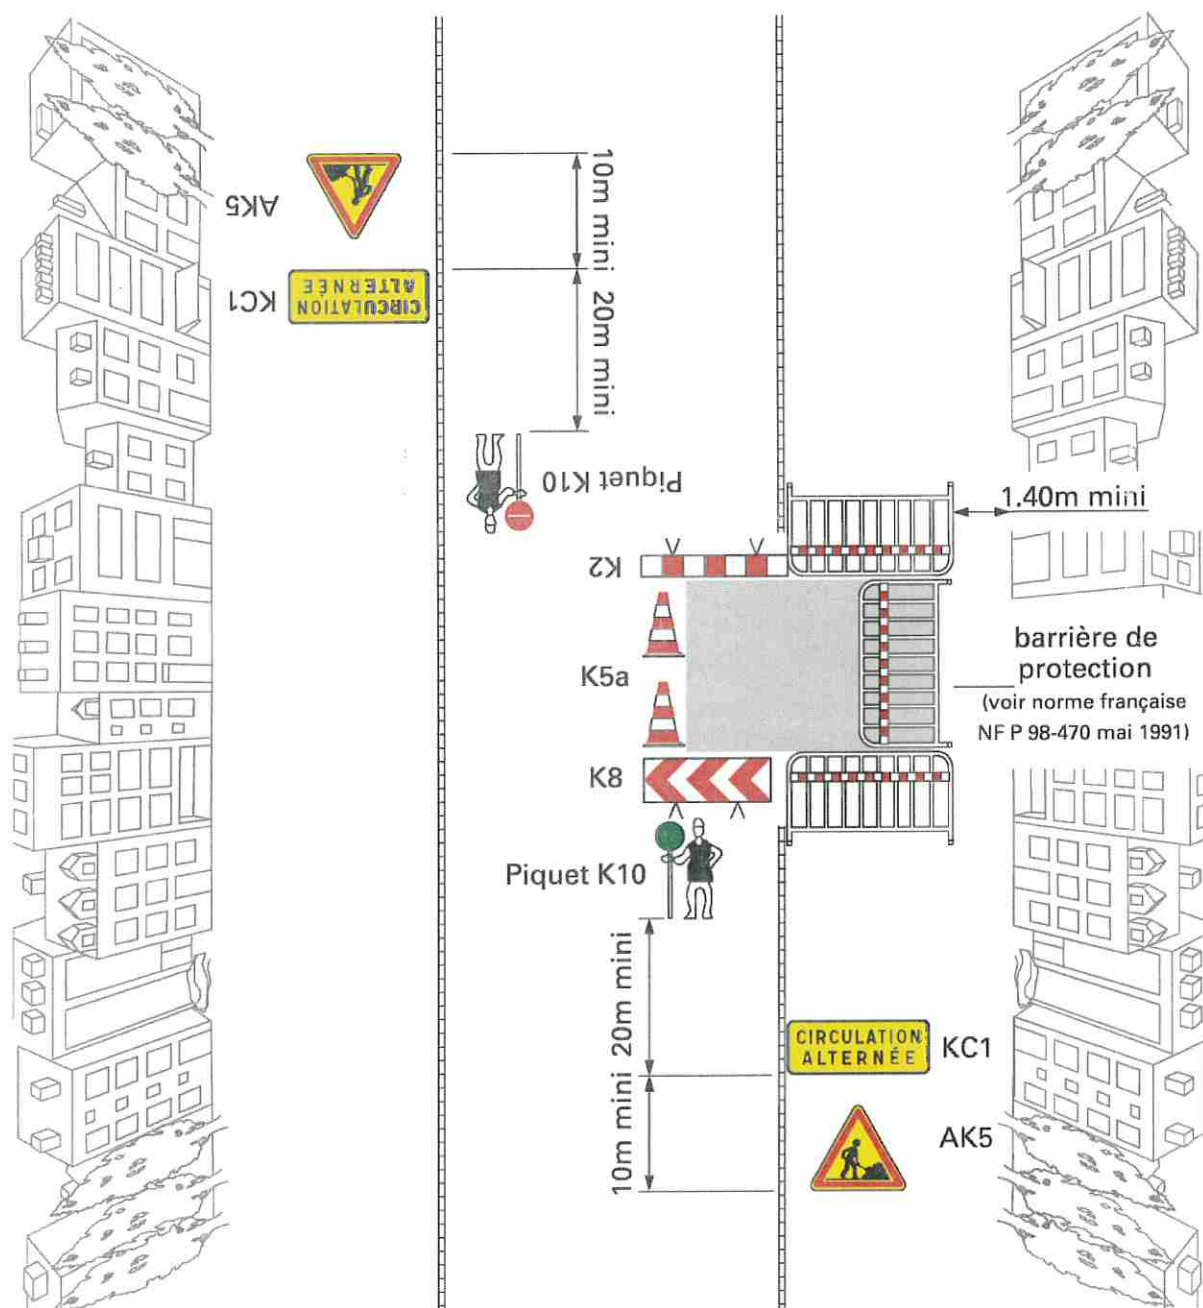 10m mini
AK5
KC1
CIRCULATION
ALTERNÉE
20m mini
Piquet K10
1.40m mini
K2
K5a
barrière de
protection
(voir norme française
NF P 98-470 mai 1991)
K8
Piquet K10
20m mini
CIRCULATION
ALTERNÉE
KC1
10m mini
AK5